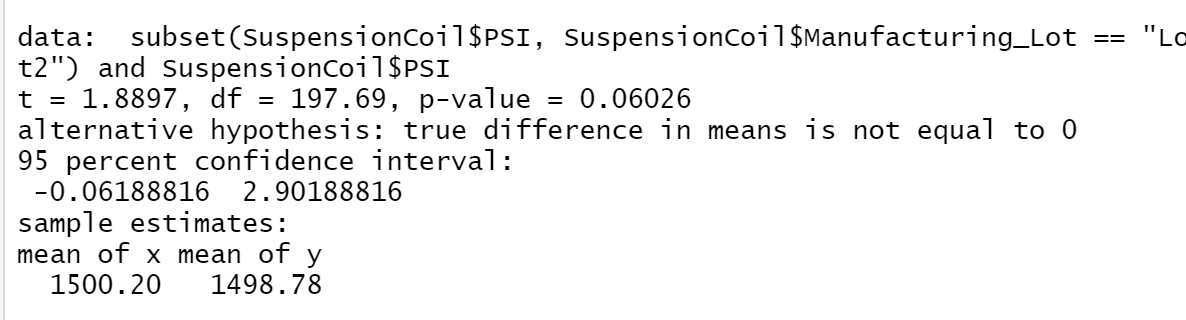 data:  subset(SuspensionCoil$PSI, SuspensionCoil$Manufacturing_Lot == "Lo
t2") and SuspensionCoil$PSI
t = 1.8897, df = 197.69, p-value = 0.06026
alternative hypothesis: true difference in means is not equal to 0
95 percent confidence interval:
 -0.06188816  2.90188816
sample estimates:
mean of x mean of y
  1500.20   1498.78